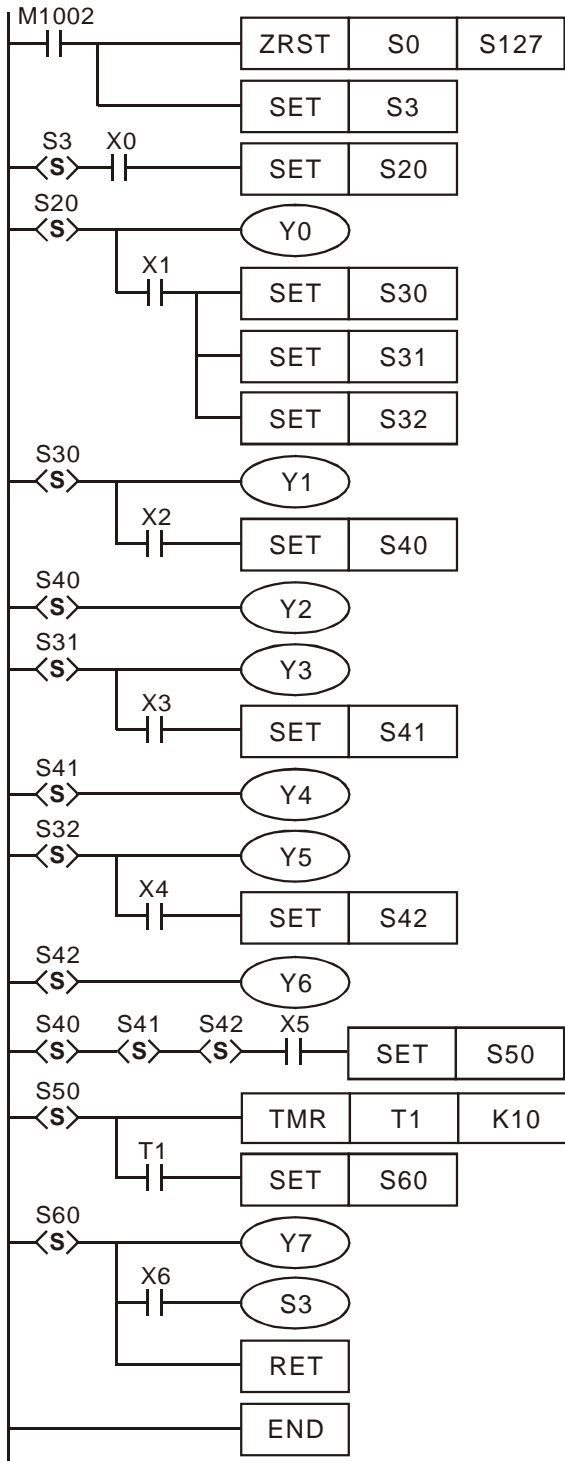 M1002
ZRST S0 S127
SET S3
S3 X0
S SET S20
S20
S Y0
X1
SET S30
SET S31
SET S32
S30
S Y1
X2
SET S40
S40
S Y2
S31
S Y3
X3
SET S41
S41
S Y4
S32
S Y5
X4
SET S42
S42
S Y6
S40 S41 S42 X5
S S S SET S50
S50
S TMR T1 K10
T1
SET S60
S60
S Y7
X6
S3
RET
END